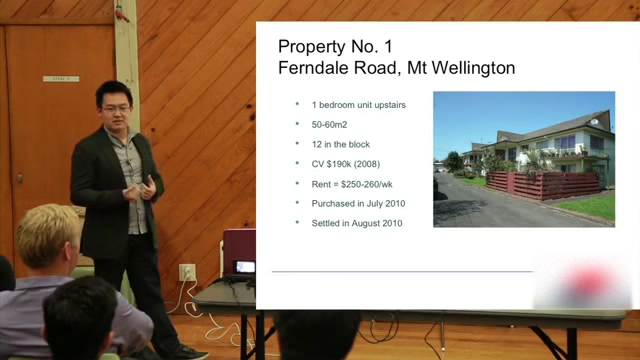 Property No. 1
Ferndale Road, Mt Wellington
• 1 bedroom unit upstairs
• 50-60m2
• 12 in the block
• CV $190k (2008)
• Rent = $250-260/wk
• Purchased in July 2010
• Settled in August 2010